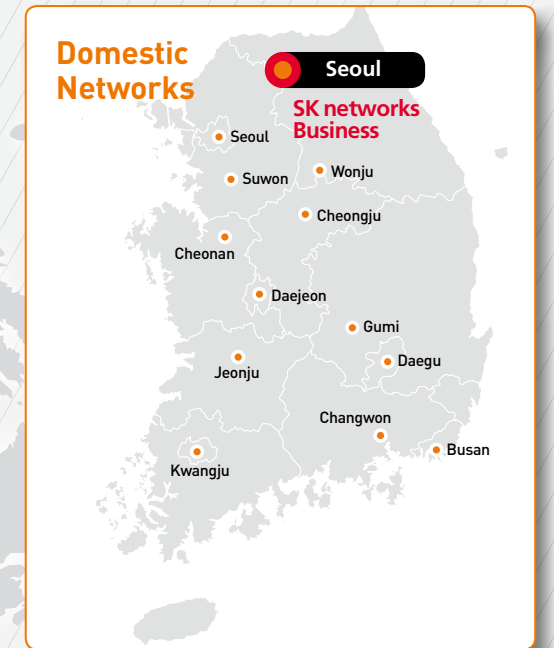 Domestic
Networks
Seoul
SK networks
Business
Seoul
Wonju
Suwon
Cheongju
Cheonan
Daejeon
Gumi
Daegu
Jeonju
Changwon
Busan
Kwangju